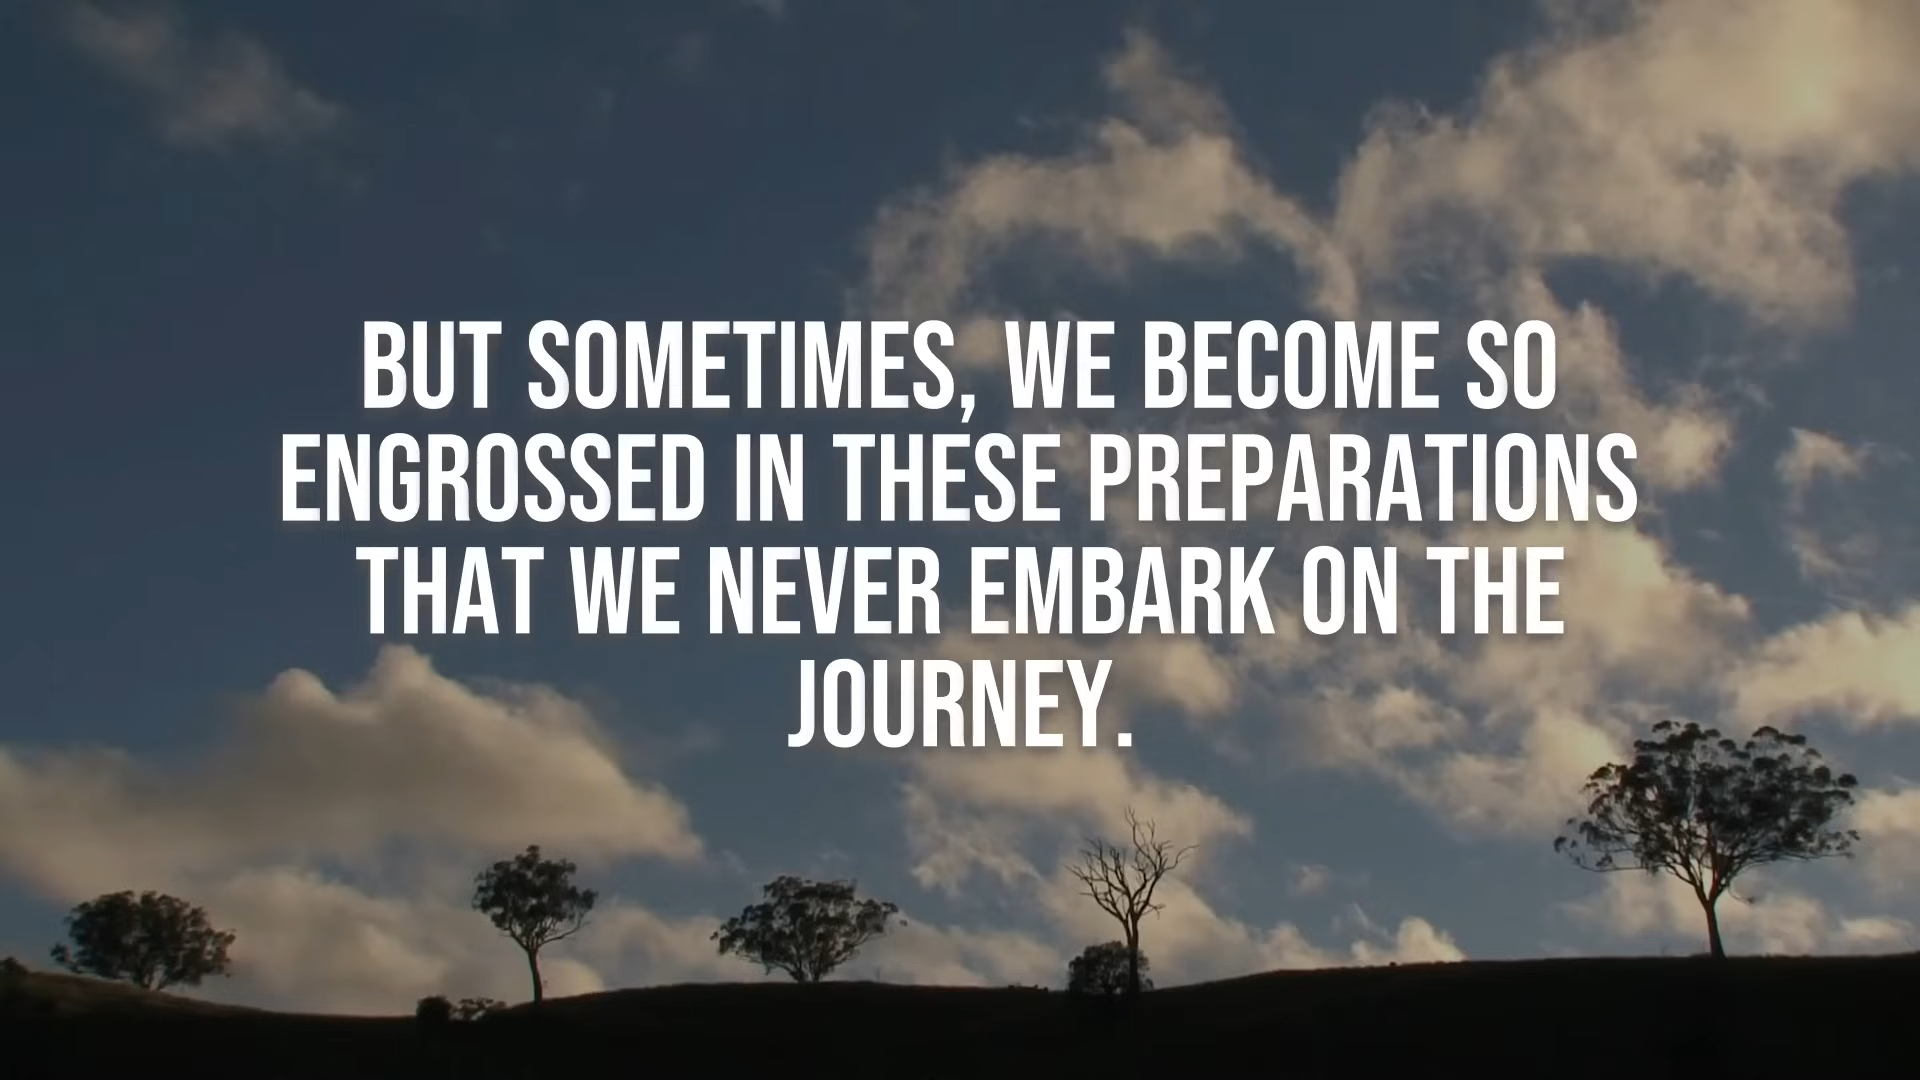 BUT SOMETIMES, WE BECOME SO
ENGROSSED IN THESE PREPARATIONS
THAT WE NEVER EMBARK ON THE
JOURNEY.